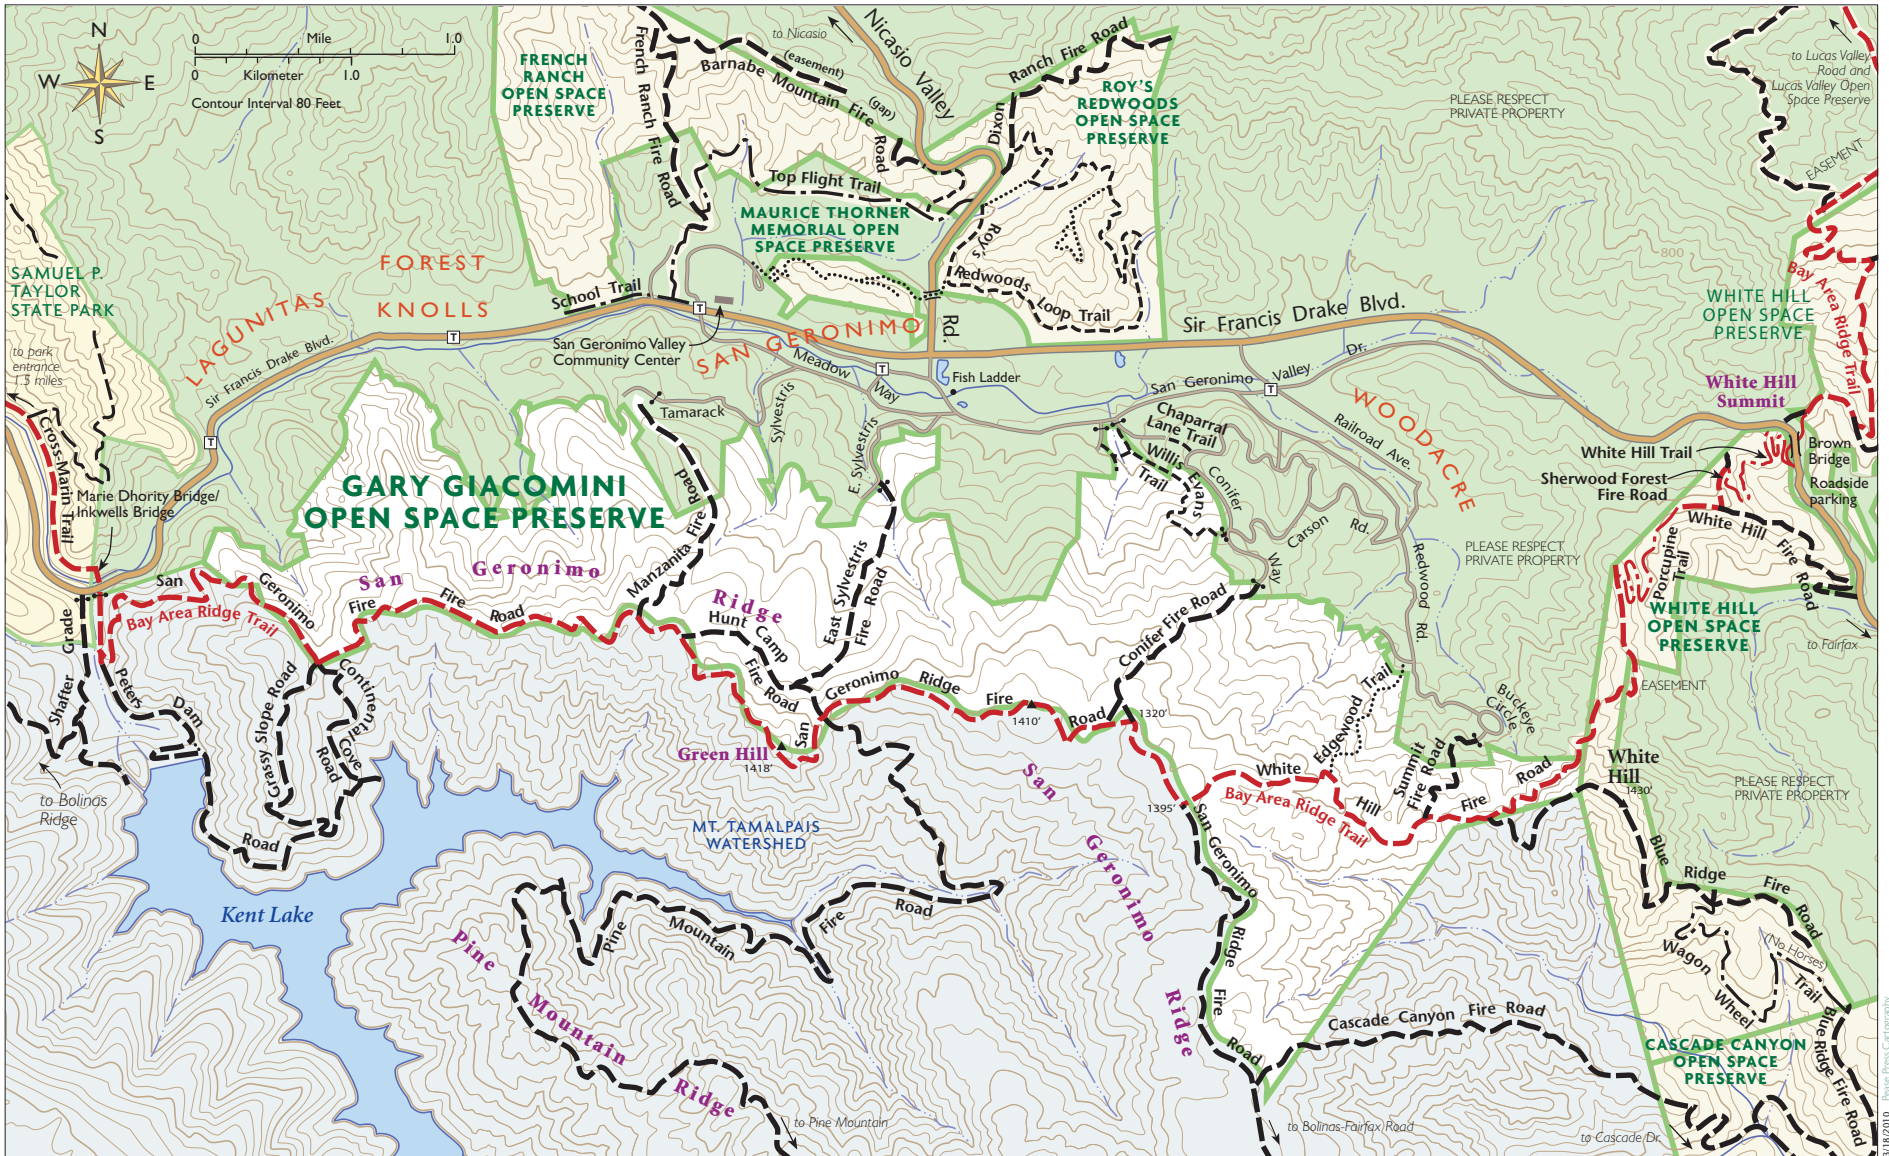 N
W
E
S
0
Mile
1.0
0
Kilometer
1.0
Contour Interval 80 Feet
FRENCH
RANCH
OPEN SPACE
PRESERVE
French Ranch Fire Road
to Nicasio
Nicasio Valley
Rd.
Barnabe Mountain Fire Road
(easement)
(gap)
Dixon
Ranch Fire Road
ROY'S
REDWOODS
OPEN SPACE
PRESERVE
Top Flight Trail
MAURICE THORNER
MEMORIAL OPEN
SPACE PRESERVE
Roy's
Redwoods
Loop Trail
PLEASE RESPECT
PRIVATE PROPERTY
to Lucas Valley
Road and
Lucas Valley Open
Space Preserve
EASEMENT
800
Bay Area Ridge Trail
WHITE HILL
OPEN SPACE
PRESERVE
SAMUEL P.
TAYLOR
STATE PARK
to park
entrance
1.5 miles
FOREST
KNOLLS
LAGUNITAS
School Trail
Sir Francis Drake Blvd.
T
T
T
T
T
San Geronimo Valley
Community Center
SAN GERONIMO
Meadow
Way
Fish Ladder
Sir Francis Drake Blvd.
San Geronimo
Valley
Dr.
WOODACRE
Railroad Ave.
White Hill
Summit
White Hill Trail
Brown
Bridge
Sherwood Forest
Fire Road
Roadside
parking
Tamarack
Sylvestris
E. Sylvestris
Chaparral
Lane Trail
Willis
Evans
Trail
Conifer
Way
Carson
Rd.
Redwood
Rd.
PLEASE RESPECT
PRIVATE PROPERTY
Porcupine
Trail
White Hill
Fire Road
WHITE HILL
OPEN SPACE
PRESERVE
to Fairfax
EASEMENT
Cross-Marin Trail
Marie Dhority Bridge/
Inkwells Bridge
GARY GIACOMINI
OPEN SPACE PRESERVE
San
Geronimo
Ridge
Manzanita Fire
Road
San
Geronimo
Fire
Fire
Road
Bay Area Ridge Trail
Grade
Shafter
Peters
Dam
Road
Grassy Slope Road
Continental
Cove
Road
Hunt
Camp
Fire Road
East Sylvestris
Fire Road
San
Geronimo
Ridge
Fire
Road
1410'
1320'
Green Hill
1418'
Conifer Fire Road
Edgewood Trail
Summit
Fire Road
Buckeye
Circle
White
Hill
Fire
Road
Bay Area Ridge Trail
1395'
White
Hill
1430'
PLEASE RESPECT
PRIVATE PROPERTY
to Bolinas
Ridge
MT. TAMALPAIS
WATERSHED
San
Geronimo
Ridge
San Geronimo
Ridge
Fire
Road
Kent Lake
Pine
Mountain
Fire
Road
Pine
Mountain
Ridge
to Pine Mountain
Cascade Canyon Fire Road
to Bolinas-Fairfax Road
Blue
Ridge
Fire
Road
Wagon
Wheel
Trail
(No Horses)
CASCADE CANYON
OPEN SPACE
PRESERVE
Blue Ridge Fire Road
to Cascade Dr.
3/18/2010
Pease Press Cartography